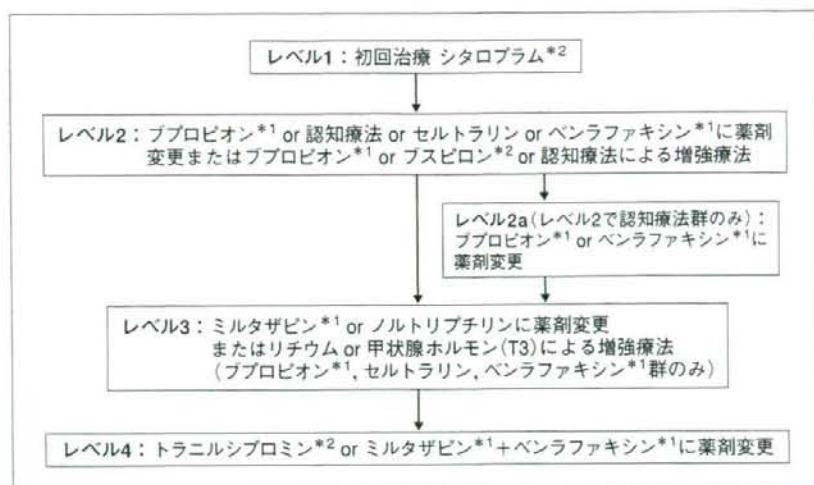 レベル1：初回治療 シタロプラム*2
レベル2：ブプロピオン*1 or 認知療法 or セルトラリン or ベンラファキシン*1に薬剤
変更またはブプロピオン*1 or ブスピロン*2 or 認知療法による増強療法
レベル2a（レベル2で認知療法群のみ）：
ブプロピオン*1 or ベンラファキシン*1に
薬剤変更
レベル3：ミルタザピン*1 or ノルトリプチリンに薬剤変更
またはリチウム or 甲状腺ホルモン（T3）による増強療法
（ブプロピオン*1，セルトラリン，ベンラファキシン*1群のみ）
レベル4：トラニルシプロミン*2 or ミルタザピン*1＋ベンラファキシン*1に薬剤変更